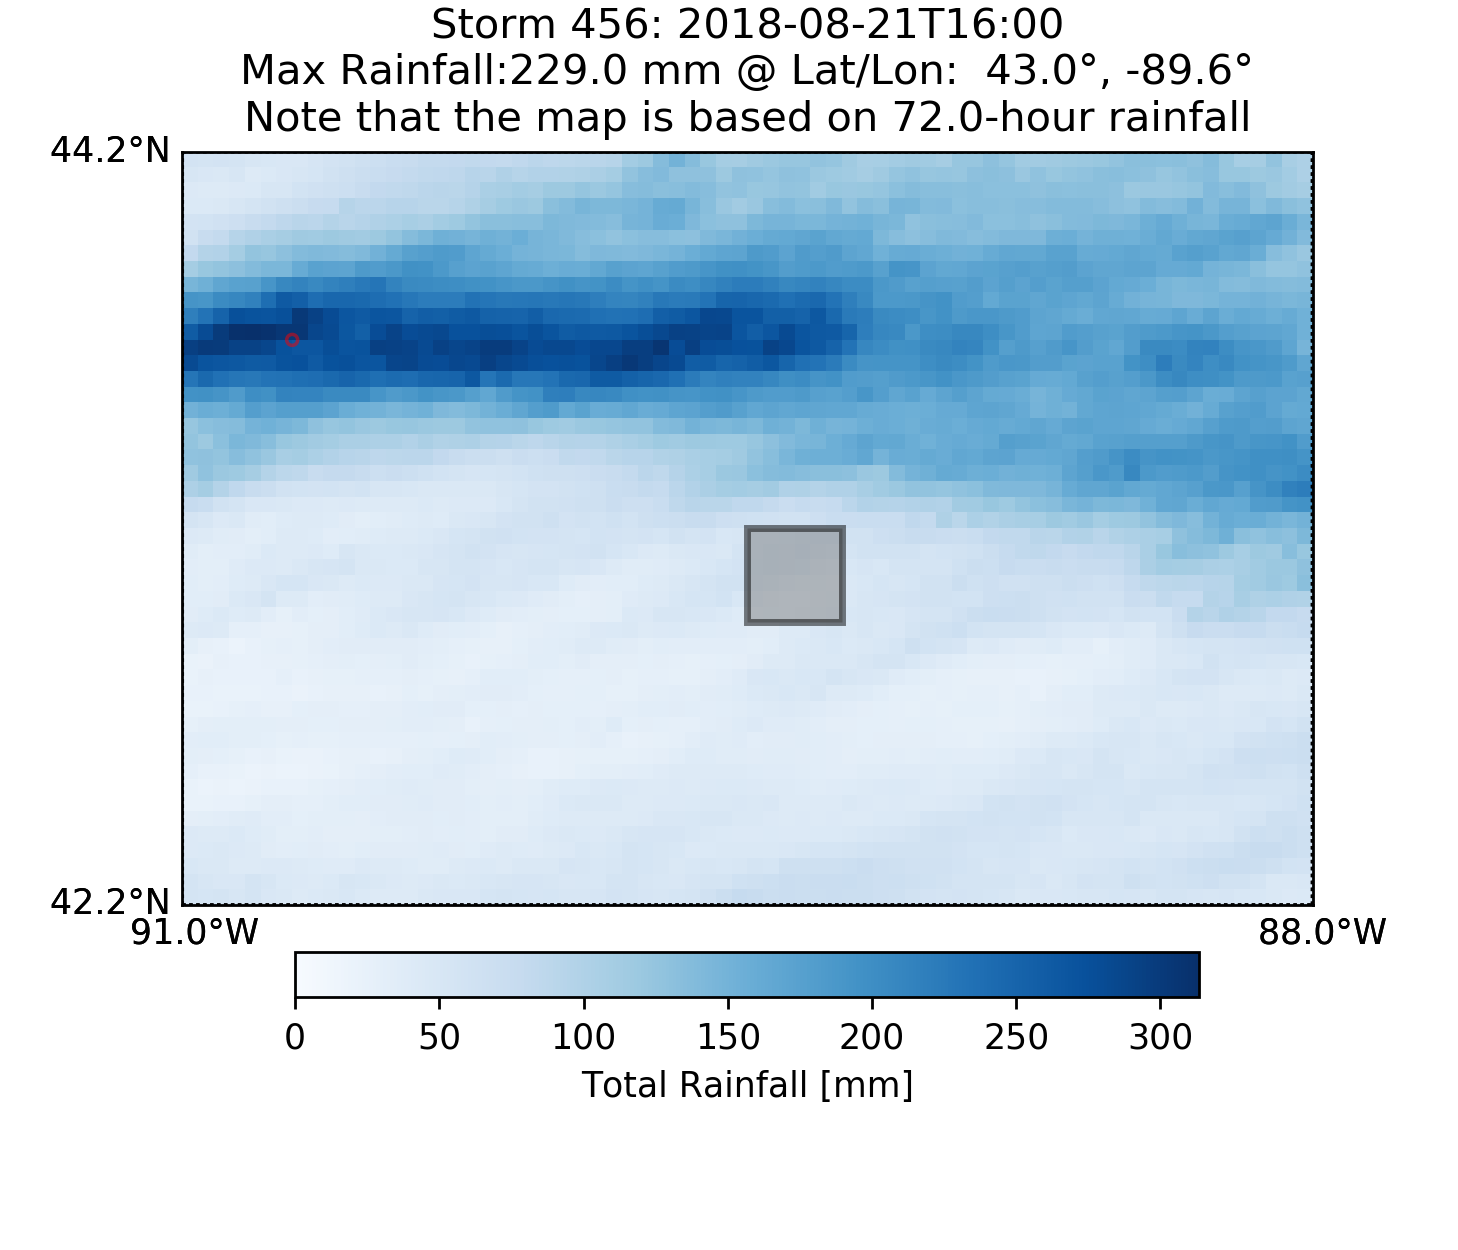 Storm 456: 2018-08-21T16:00
Max Rainfall:229.0 mm @ Lat/Lon:  43.0°, -89.6°
Note that the map is based on 72.0-hour rainfall
44.2°N
42.2°N
91.0°W 88.0°W
0 50 100 150 200 250 300
Total Rainfall [mm]